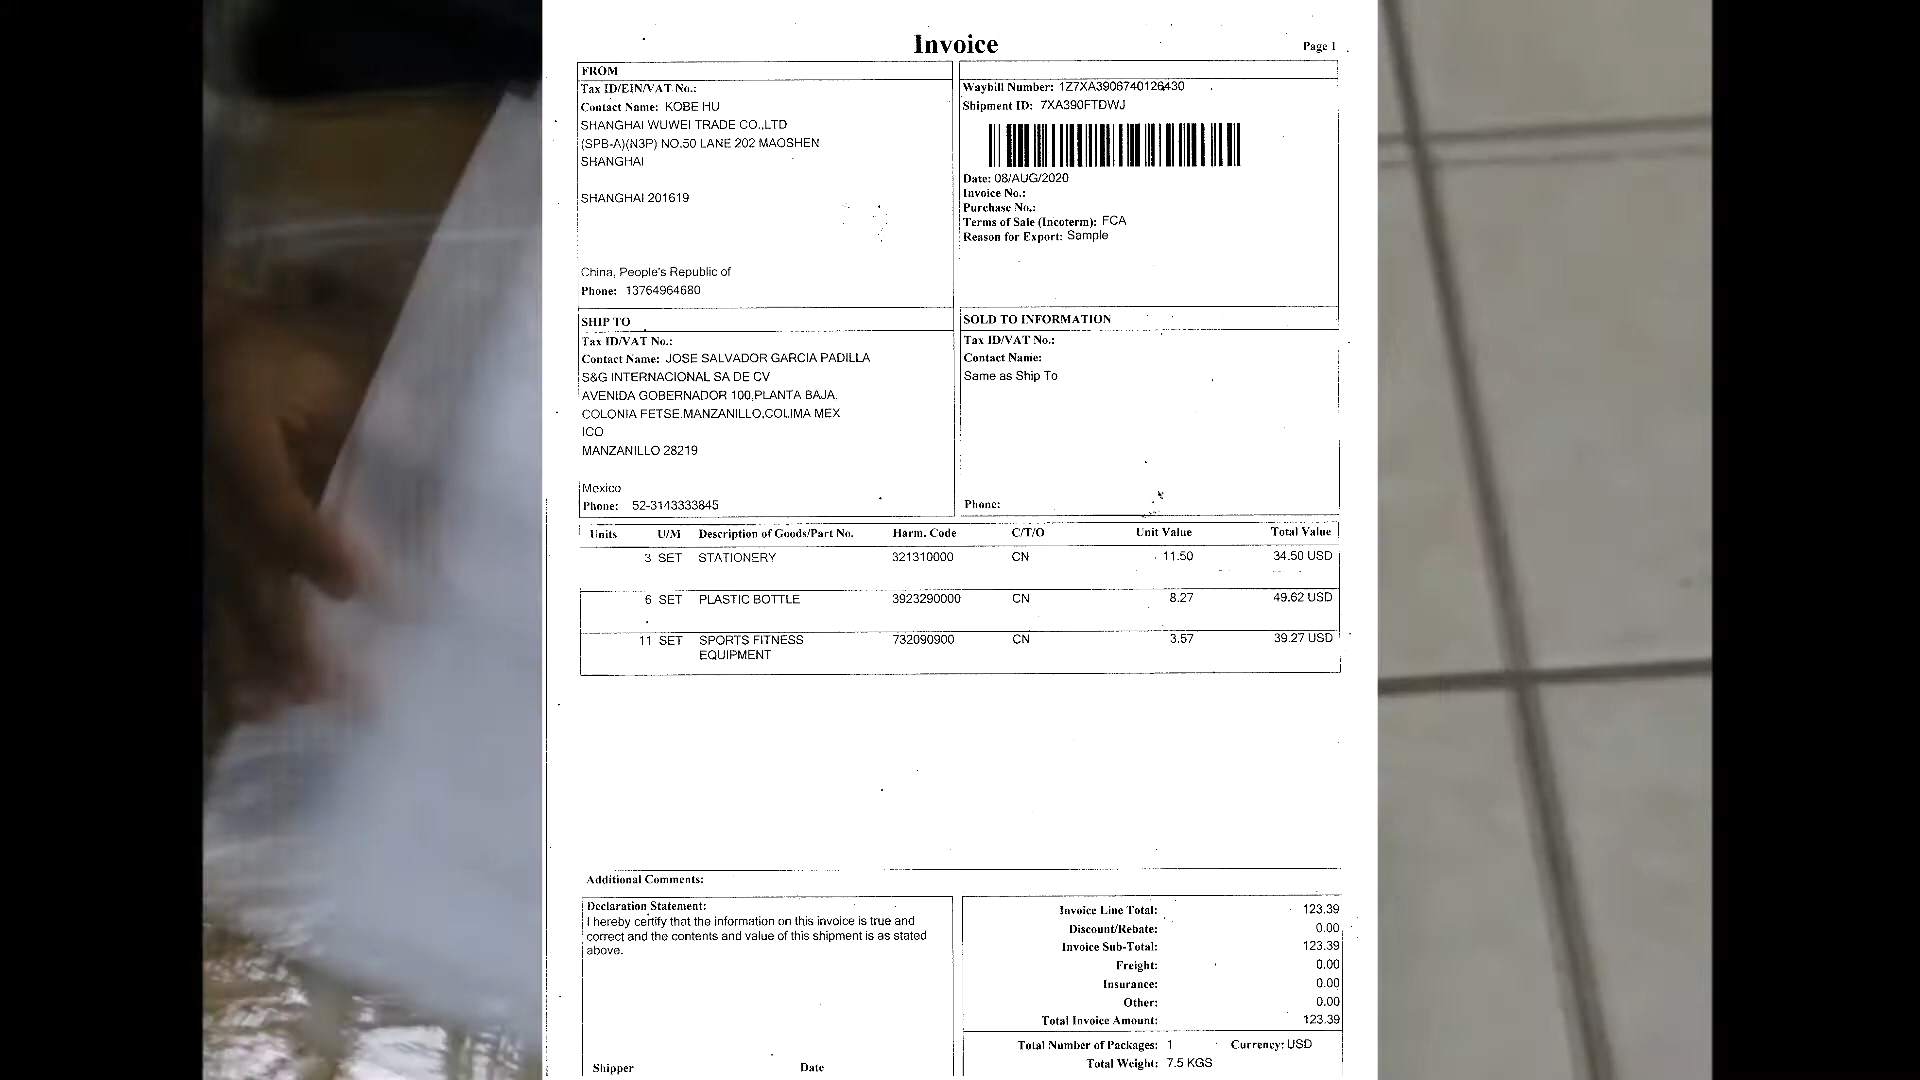 Invoice
Page 1
FROM
Tax ID/EIN/VAT No.:
Contact Name: KOBE HU
SHANGHAI WUWEI TRADE CO.,LTD
(SPB-A)(N3P) NO.50 LANE 202 MAOSHEN
SHANGHAI
SHANGHAI 201619
China, People's Republic of
Phone: 13764964680
Waybill Number: 1Z7XA3906740126430
Shipment ID: 7XA390FTDWJ
Date: 08/AUG/2020
Invoice No.:
Purchase No.:
Terms of Sale (Incoterm): FCA
Reason for Export: Sample
SHIP TO
Tax ID/VAT No.:
Contact Name: JOSE SALVADOR GARCIA PADILLA
S&G INTERNACIONAL SA DE CV
AVENIDA GOBERNADOR 100,PLANTA BAJA.
COLONIA FETSE.MANZANILLO,COLIMA MEX
ICO
MANZANILLO 28219
Mexico
Phone: 52-3143333845
SOLD TO INFORMATION
Tax ID/VAT No.:
Contact Name:
Same as Ship To
Phone:
Units U/M Description of Goods/Part No. Harm. Code C/T/O Unit Value Total Value
3 SET STATIONERY 321310000 CN 11.50 34.50 USD
6 SET PLASTIC BOTTLE 3923290000 CN 8.27 49.62 USD
11 SET SPORTS FITNESS 732090900 CN 3.57 39.27 USD
EQUIPMENT
Additional Comments:
Declaration Statement:
I hereby certify that the information on this invoice is true and
correct and the contents and value of this shipment is as stated
above.
Shipper Date
Invoice Line Total: 123.39
Discount/Rebate: 0.00
Invoice Sub-Total: 123.39
Freight: 0.00
Insurance: 0.00
Other: 0.00
Total Invoice Amount: 123.39
Total Number of Packages: 1 Currency: USD
Total Weight: 7.5 KGS